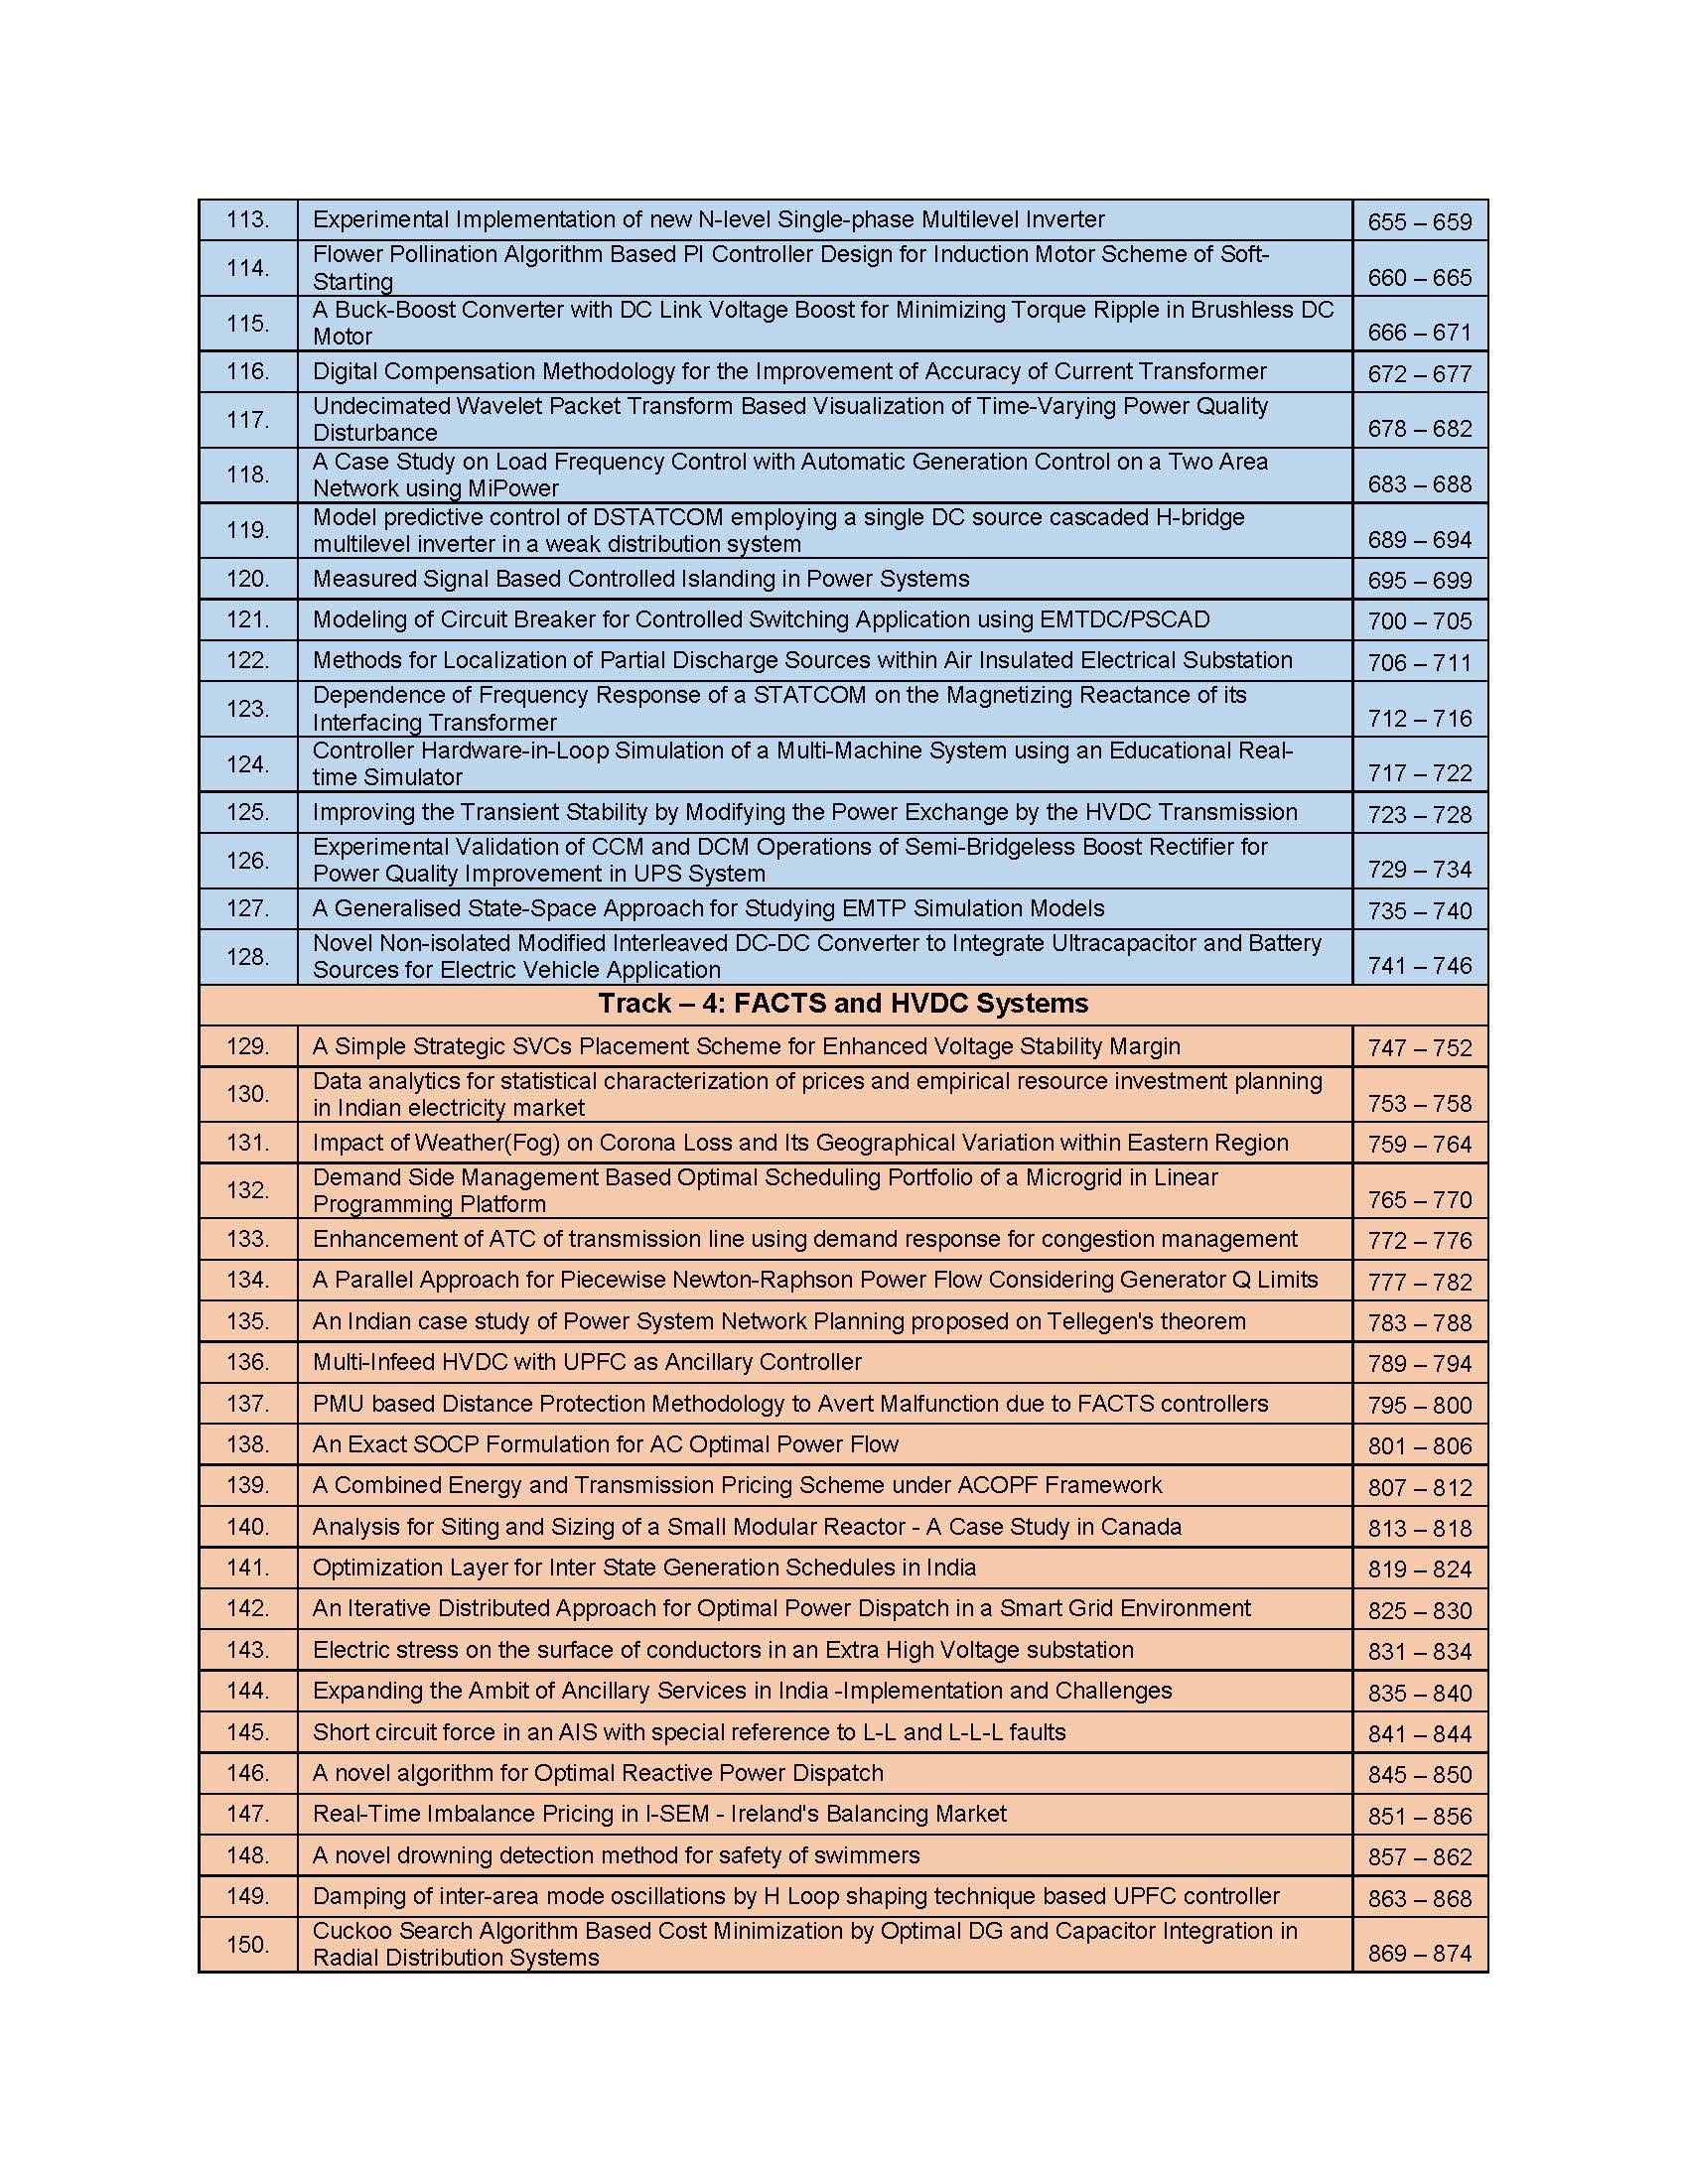 113. Experimental Implementation of new N-level Single-phase Multilevel Inverter 655 – 659
114. Flower Pollination Algorithm Based PI Controller Design for Induction Motor Scheme of Soft-
Starting 660 – 665
115. A Buck-Boost Converter with DC Link Voltage Boost for Minimizing Torque Ripple in Brushless DC
Motor 666 – 671
116. Digital Compensation Methodology for the Improvement of Accuracy of Current Transformer 672 – 677
117. Undecimated Wavelet Packet Transform Based Visualization of Time-Varying Power Quality
Disturbance 678 – 682
118. A Case Study on Load Frequency Control with Automatic Generation Control on a Two Area
Network using MiPower 683 – 688
119. Model predictive control of DSTATCOM employing a single DC source cascaded H-bridge
multilevel inverter in a weak distribution system 689 – 694
120. Measured Signal Based Controlled Islanding in Power Systems 695 – 699
121. Modeling of Circuit Breaker for Controlled Switching Application using EMTDC/PSCAD 700 – 705
122. Methods for Localization of Partial Discharge Sources within Air Insulated Electrical Substation 706 – 711
123. Dependence of Frequency Response of a STATCOM on the Magnetizing Reactance of its
Interfacing Transformer 712 – 716
124. Controller Hardware-in-Loop Simulation of a Multi-Machine System using an Educational Real-
time Simulator 717 – 722
125. Improving the Transient Stability by Modifying the Power Exchange by the HVDC Transmission 723 – 728
126. Experimental Validation of CCM and DCM Operations of Semi-Bridgeless Boost Rectifier for
Power Quality Improvement in UPS System 729 – 734
127. A Generalised State-Space Approach for Studying EMTP Simulation Models 735 – 740
128. Novel Non-isolated Modified Interleaved DC-DC Converter to Integrate Ultracapacitor and Battery
Sources for Electric Vehicle Application 741 – 746
Track – 4: FACTS and HVDC Systems
129. A Simple Strategic SVCs Placement Scheme for Enhanced Voltage Stability Margin 747 – 752
130. Data analytics for statistical characterization of prices and empirical resource investment planning
in Indian electricity market 753 – 758
131. Impact of Weather(Fog) on Corona Loss and Its Geographical Variation within Eastern Region 759 – 764
132. Demand Side Management Based Optimal Scheduling Portfolio of a Microgrid in Linear
Programming Platform 765 – 770
133. Enhancement of ATC of transmission line using demand response for congestion management 772 – 776
134. A Parallel Approach for Piecewise Newton-Raphson Power Flow Considering Generator Q Limits 777 – 782
135. An Indian case study of Power System Network Planning proposed on Tellegen's theorem 783 – 788
136. Multi-Infeed HVDC with UPFC as Ancillary Controller 789 – 794
137. PMU based Distance Protection Methodology to Avert Malfunction due to FACTS controllers 795 – 800
138. An Exact SOCP Formulation for AC Optimal Power Flow 801 – 806
139. A Combined Energy and Transmission Pricing Scheme under ACOPF Framework 807 – 812
140. Analysis for Siting and Sizing of a Small Modular Reactor - A Case Study in Canada 813 – 818
141. Optimization Layer for Inter State Generation Schedules in India 819 – 824
142. An Iterative Distributed Approach for Optimal Power Dispatch in a Smart Grid Environment 825 – 830
143. Electric stress on the surface of conductors in an Extra High Voltage substation 831 – 834
144. Expanding the Ambit of Ancillary Services in India -Implementation and Challenges 835 – 840
145. Short circuit force in an AIS with special reference to L-L and L-L-L faults 841 – 844
146. A novel algorithm for Optimal Reactive Power Dispatch 845 – 850
147. Real-Time Imbalance Pricing in I-SEM - Ireland's Balancing Market 851 – 856
148. A novel drowning detection method for safety of swimmers 857 – 862
149. Damping of inter-area mode oscillations by H Loop shaping technique based UPFC controller 863 – 868
150. Cuckoo Search Algorithm Based Cost Minimization by Optimal DG and Capacitor Integration in
Radial Distribution Systems 869 – 874